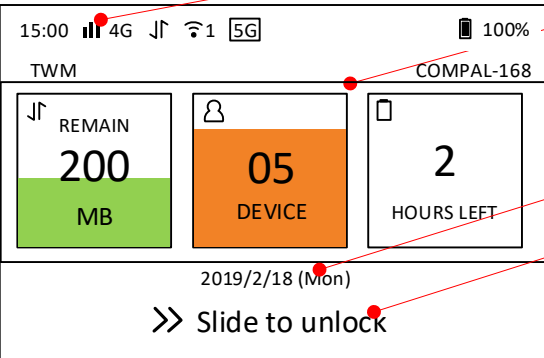 15:00 4G 1 5G 100%
TWM COMPAL-168
REMAIN
200
MB
05
DEVICE
2
HOURS LEFT
2019/2/18 (Mon)
Slide to unlock